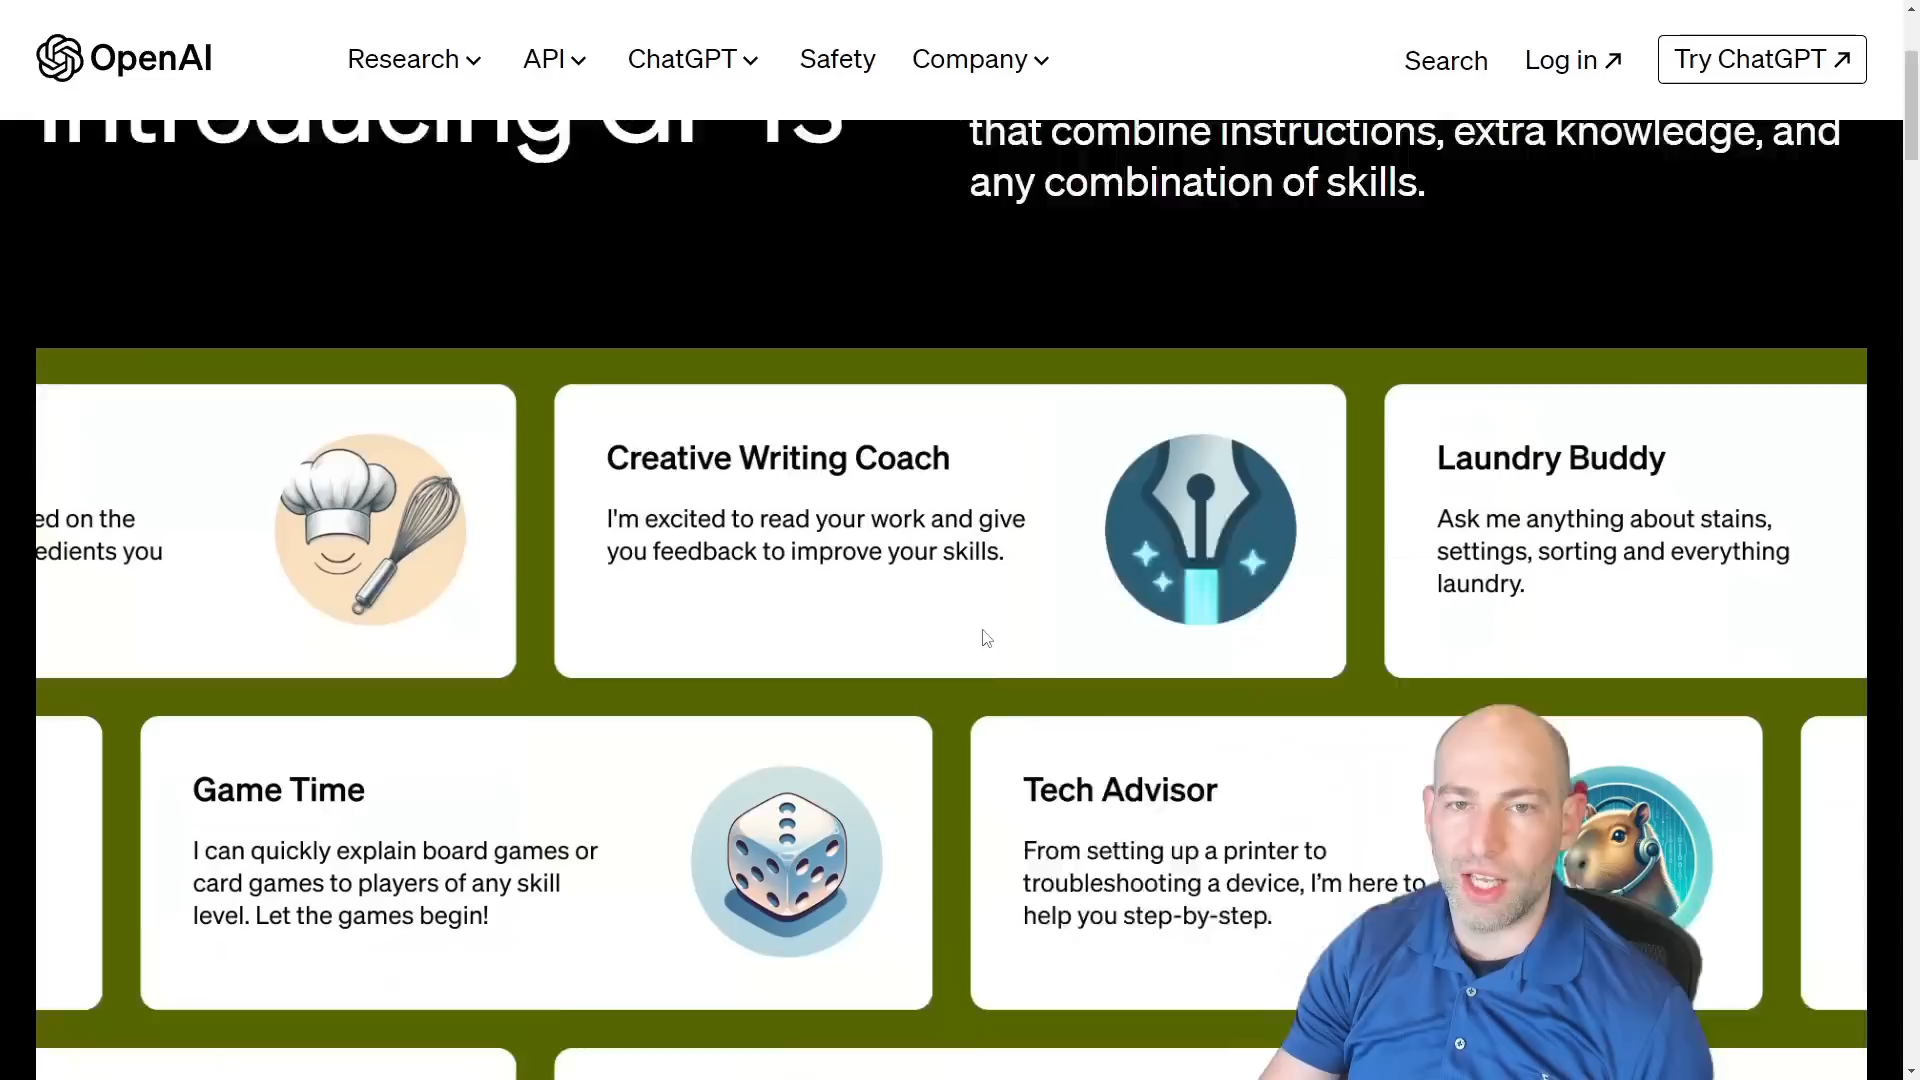 OpenAI
Research
API
ChatGPT
Safety
Company
Search
Log in
Try ChatGPT
Introducing GPTs
that combine instructions, extra knowledge, and
any combination of skills.
ed on the
edients you
Creative Writing Coach
I'm excited to read your work and give
you feedback to improve your skills.
Laundry Buddy
Ask me anything about stains,
settings, sorting and everything
laundry.
Game Time
I can quickly explain board games or
card games to players of any skill
level. Let the games begin!
Tech Advisor
From setting up a printer to
troubleshooting a device, I'm here to
help you step-by-step.